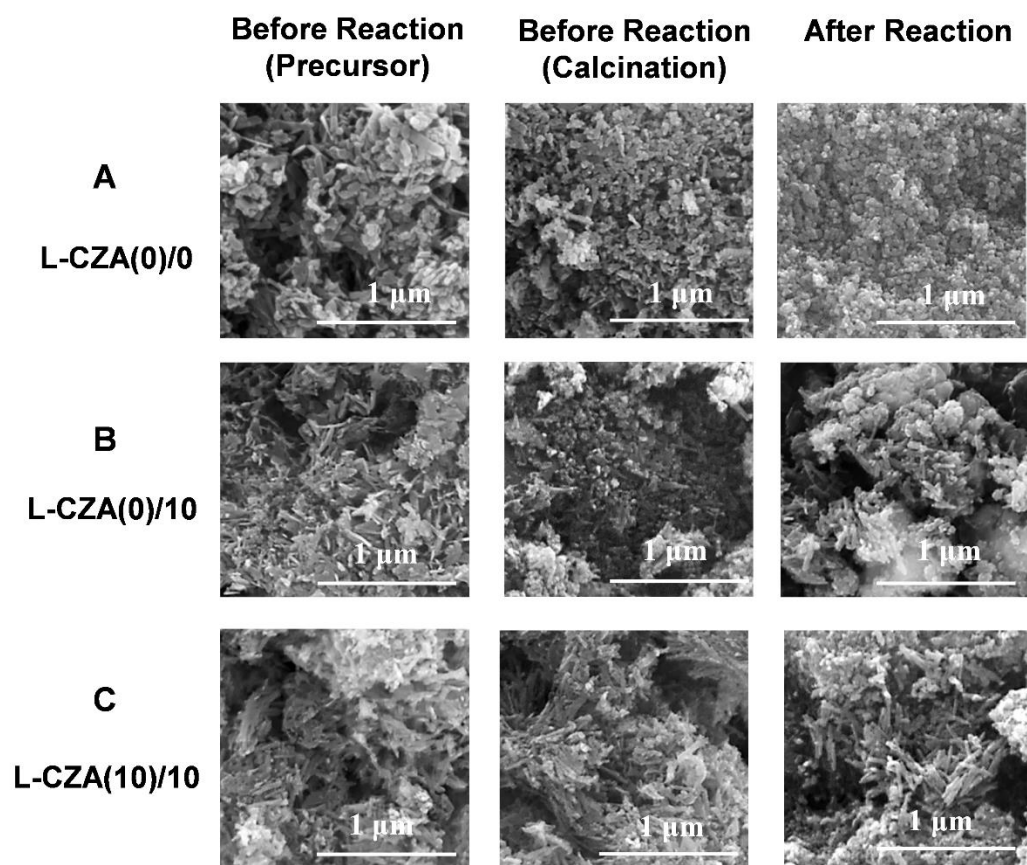 Before Reaction
(Precursor)
Before Reaction
(Calcination)
After Reaction
A
L-CZA(0)/0
1 μm
1 μm
1 μm
B
L-CZA(0)/10
1 μm
1 μm
1 μm
C
L-CZA(10)/10
1 μm
1 μm
1 μm